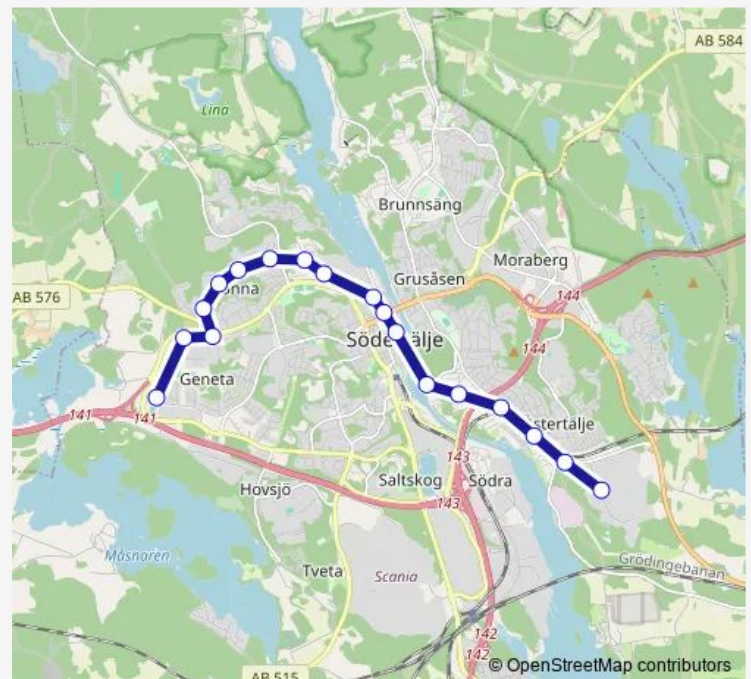 AB 584
Lina
Brunnsäng
Moraberg
Grusåsen
144
AB 576
144
Geneta
141
141
143
Saltskog
Södra
Hovsjö
143
Måsnaren
Grödingebanan
Tveta
Scania
142
142
AB 515
© OpenStreetMap contributors